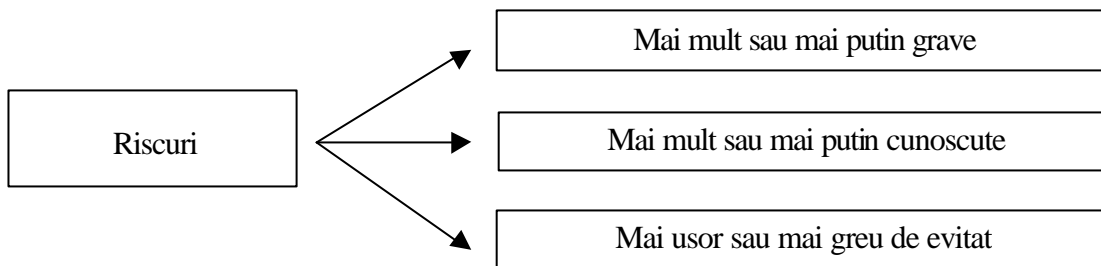 Mai mult sau mai putin grave
Riscuri
Mai mult sau mai putin cunoscute
Mai usor sau mai greu de evitat